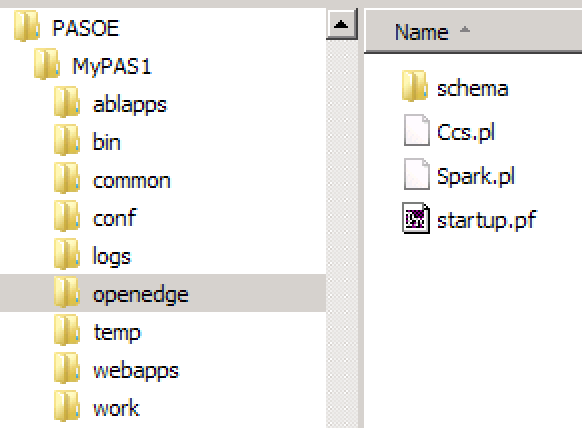 PASOE
MyPAS1
ablapps
bin
common
conf
logs
openedge
temp
webapps
work
Name
schema
Ccs.pl
Spark.pl
startup.pf